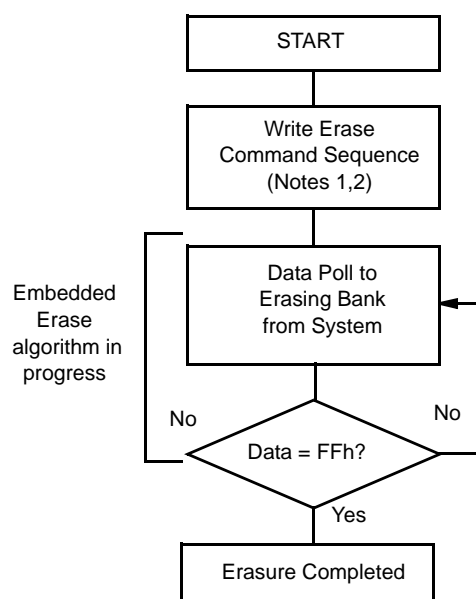 START
Write Erase
Command Sequence
(Notes 1,2)
Data Poll to
Erasing Bank
from System
Embedded
Erase
algorithm in
progress
No
No
Data = FFh?
Yes
Erasure Completed